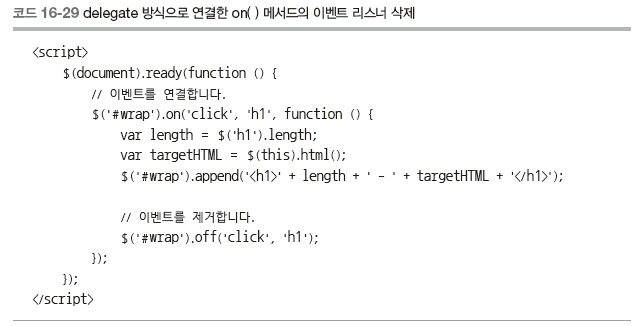 코드 16-29 delegate 방식으로 연결한 on( ) 메서드의 이벤트 리스너 삭제
<script>
$(document).ready(function () {
// 이벤트를 연결합니다.
$('#wrap').on('click', 'h1', function () {
var length = $('h1').length;
var targetHTML = $(this).html();
$('#wrap').append('<h1>' + length + ' - ' + targetHTML + '</h1>');
// 이벤트를 제거합니다.
$('#wrap').off('click', 'h1');
});
});
</script>